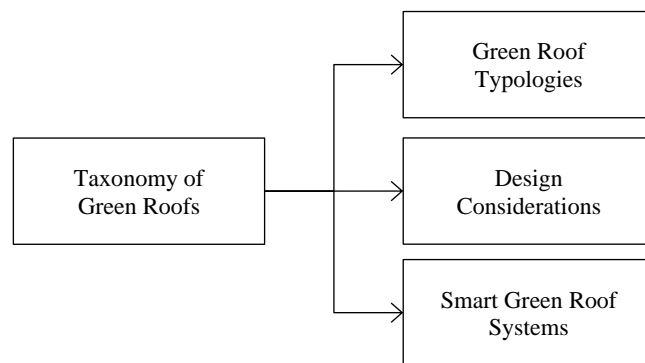 Taxonomy of
Green Roofs
Green Roof
Typologies
Design
Considerations
Smart Green Roof
Systems